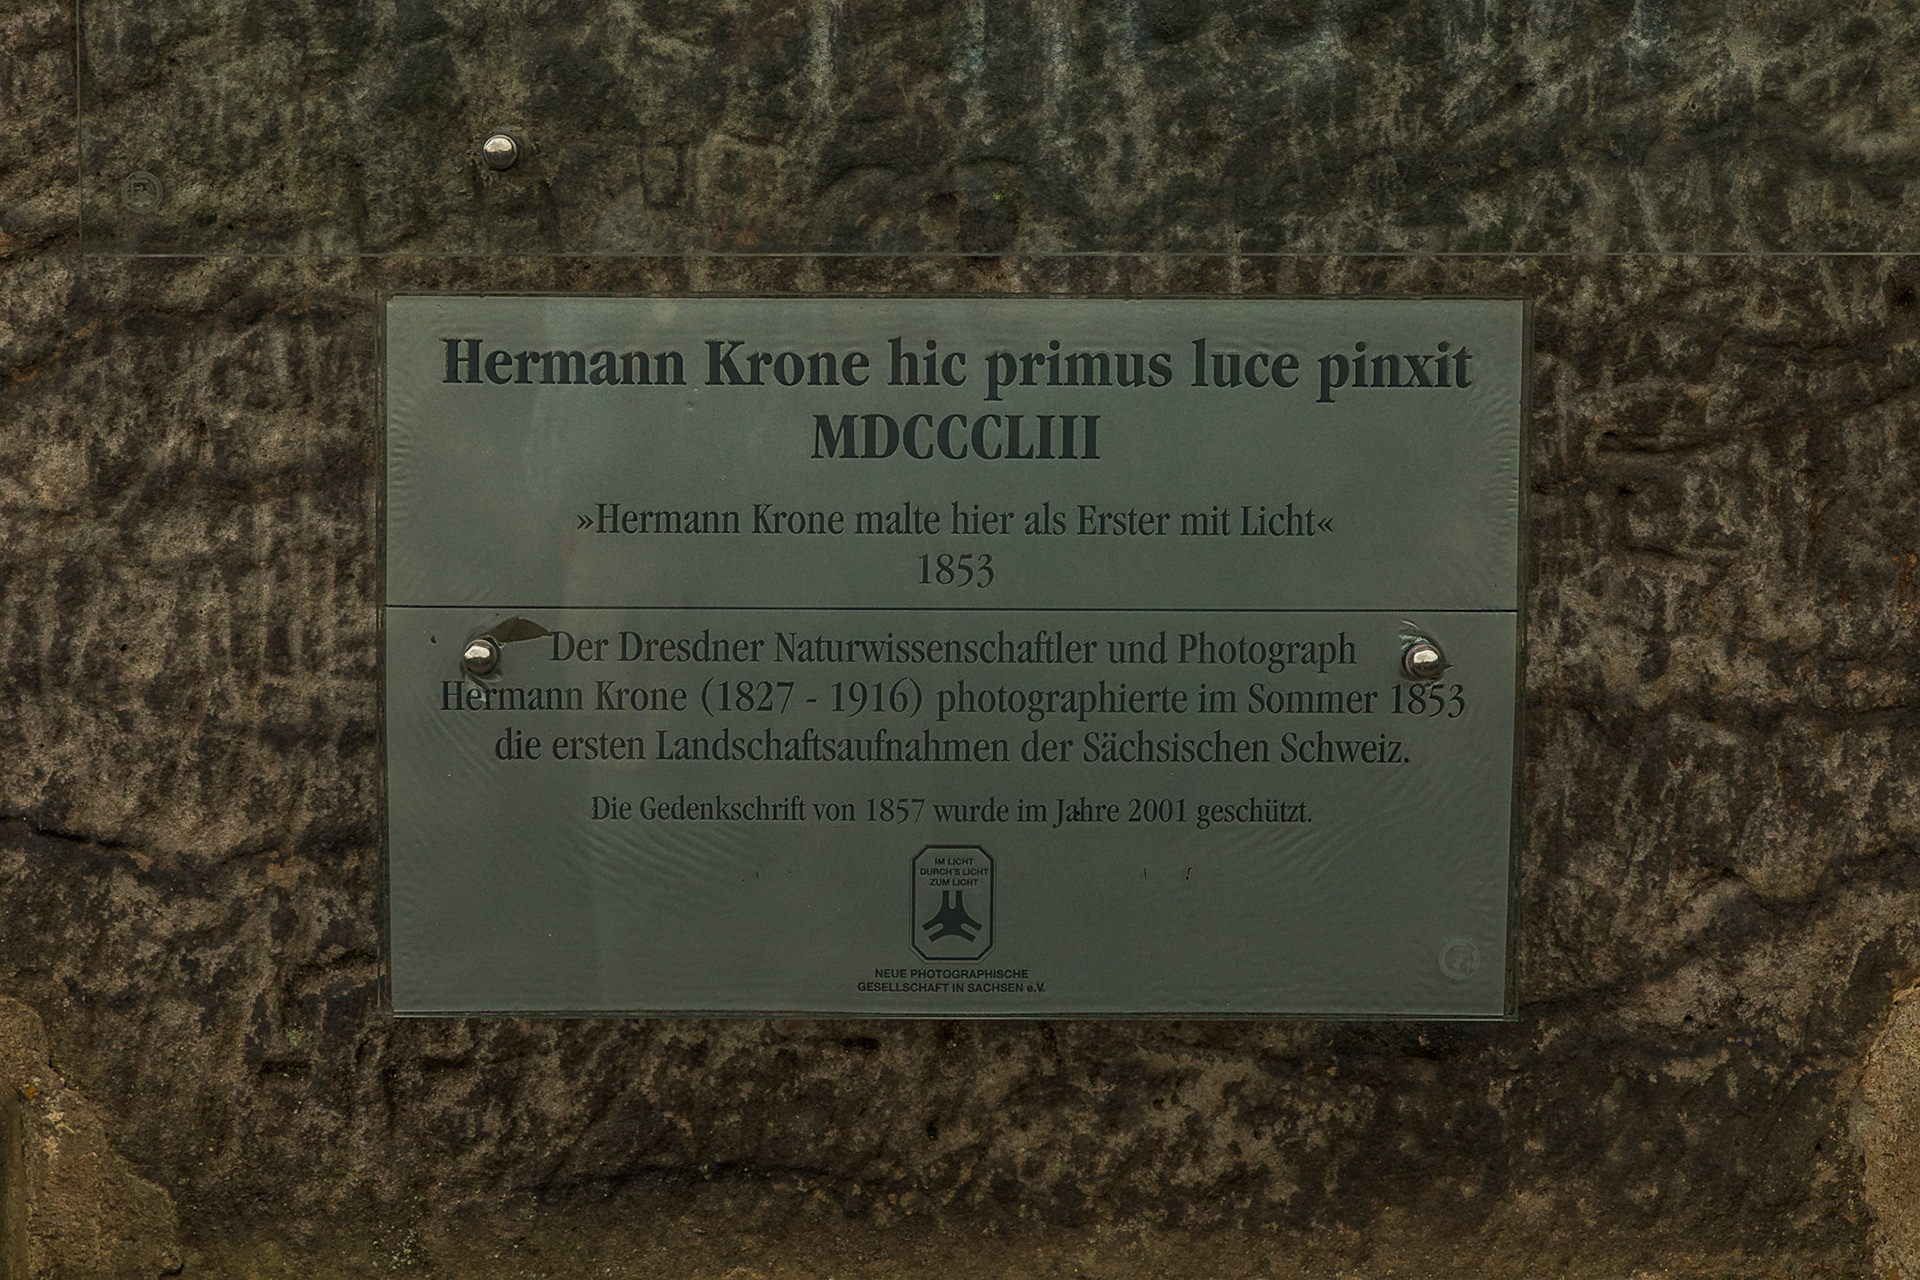 Hermann Krone hic primus luce pinxit
MDCCCLIII
»Hermann Krone malte hier als Erster mit Licht«
1853
Der Dresdner Naturwissenschaftler und Photograph
Hermann Krone (1827 - 1916) photographierte im Sommer 1853
die ersten Landschaftsaufnahmen der Sächsischen Schweiz.
Die Gedenkschrift von 1857 wurde im Jahre 2001 geschützt.
IM LICHT
DURCH'S LICHT
ZUM LICHT
NEUE PHOTOGRAPHISCHE
GESELLSCHAFT IN SACHSEN e.V.